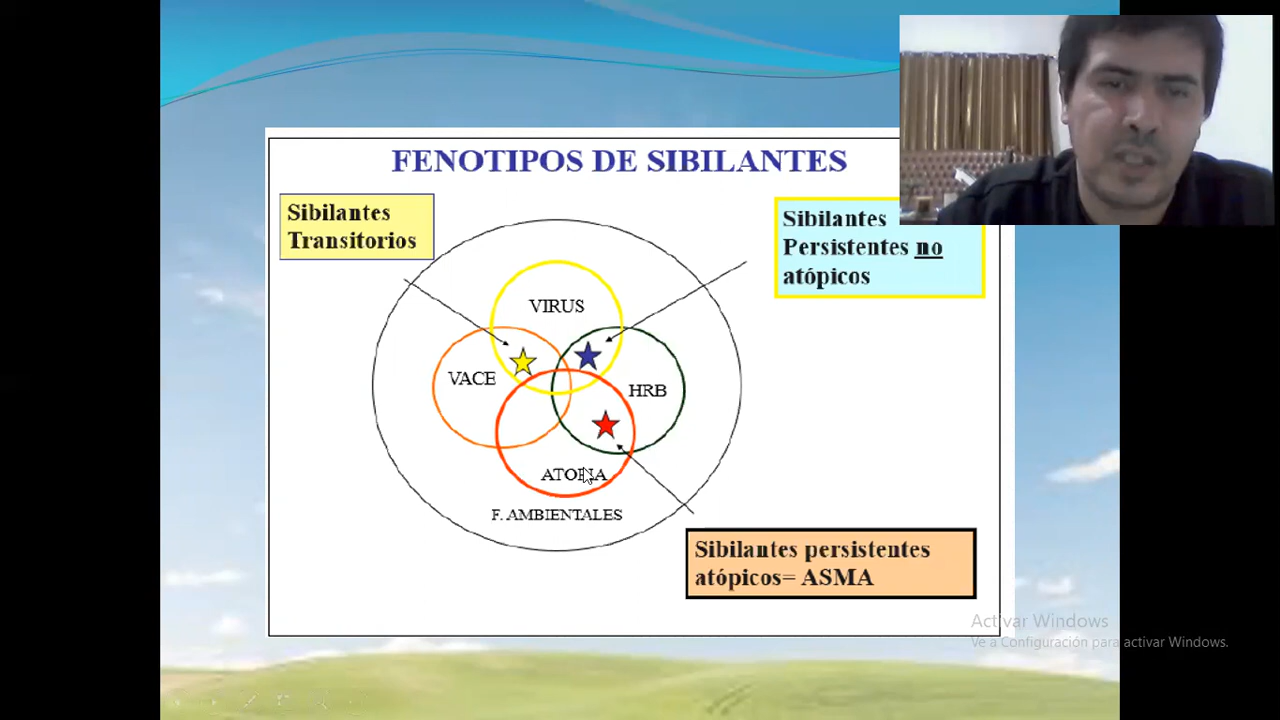 FENOTIPOS DE SIBILANTES
Sibilantes
Transitorios
Sibilantes
Persistentes no
atópicos
VIRUS
VACE
HRB
ATOPIA
F. AMBIENTALES
Sibilantes persistentes
atópicos= ASMA
Activar Windows
Ve a Configuración para activar Windows.